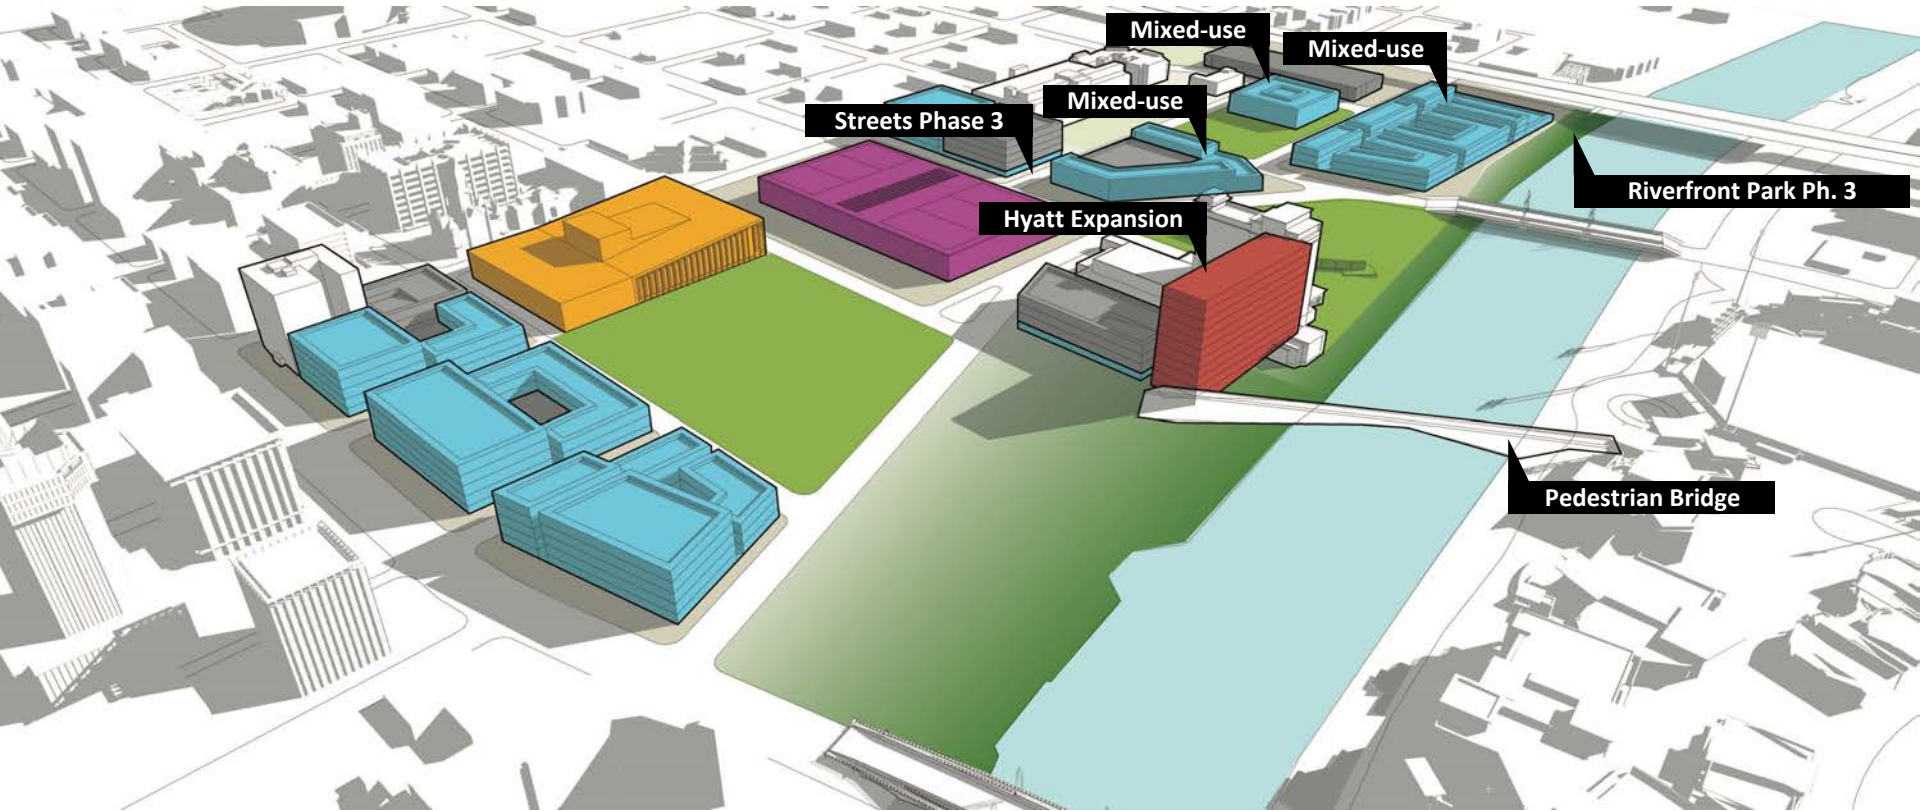 Mixed-use
Mixed-use
Mixed-use
Streets Phase 3
Riverfront Park Ph. 3
Hyatt Expansion
Pedestrian Bridge